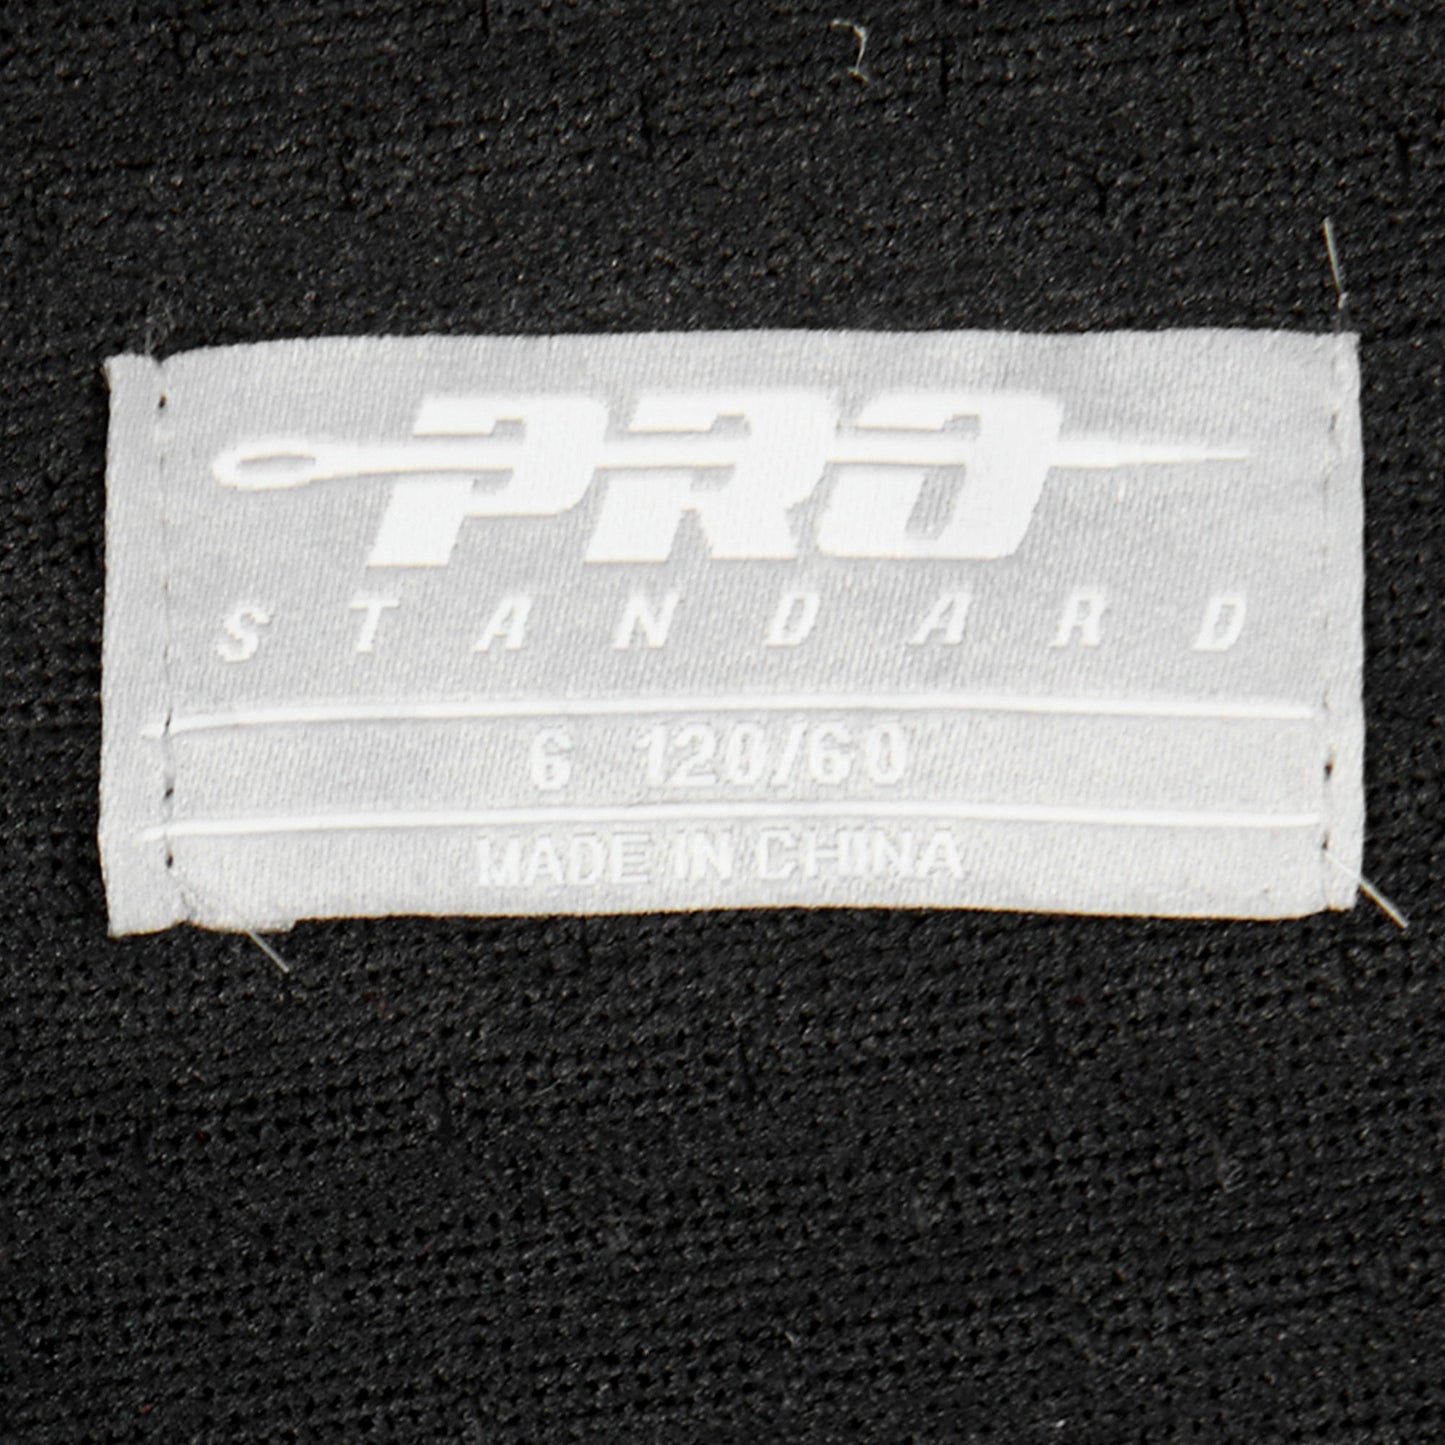 PRO
STANDARD
6 120/60
MADE IN CHINA